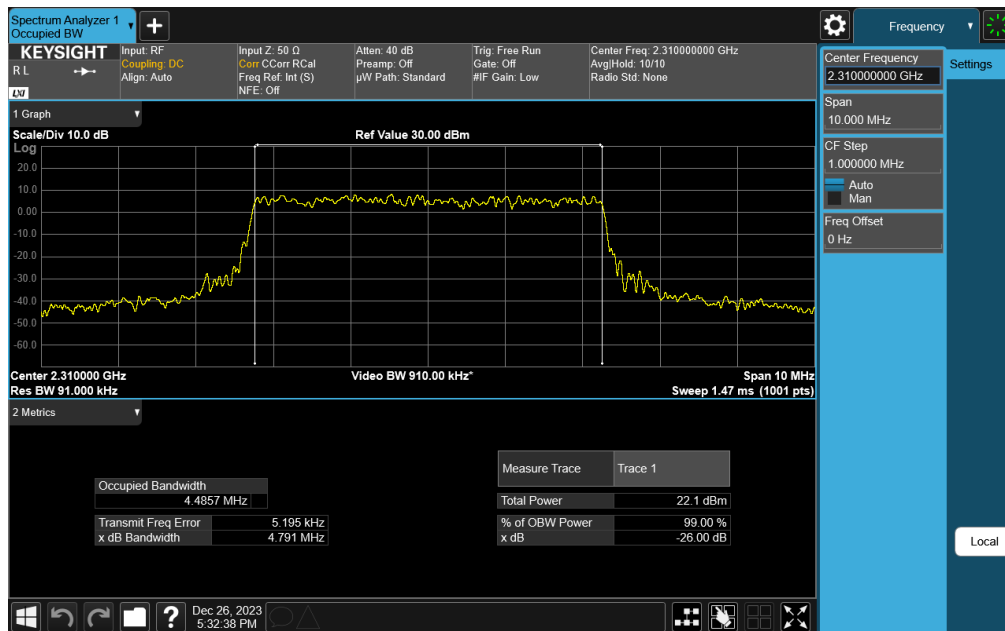 Spectrum Analyzer 1
Occupied BW
Frequency
KEYSIGHT
R L
LXI
Input: RF
Coupling: DC
Align: Auto
Input Z: 50 Ω
Corr CCorr RCal
Freq Ref: Int (S)
NFE: Off
Atten: 40 dB
Preamp: Off
µW Path: Standard
Trig: Free Run
Gate: Off
#IF Gain: Low
Center Freq: 2.310000000 GHz
Avg|Hold: 10/10
Radio Std: None
Center Frequency
2.310000000 GHz
Settings
Span
10.000 MHz
CF Step
1.000000 MHz
Auto
Man
Freq Offset
0 Hz
Local
1 Graph
Scale/Div 10.0 dB
Ref Value 30.00 dBm
Log
20.0
10.0
0.00
-10.0
-20.0
-30.0
-40.0
-50.0
-60.0
Center 2.310000 GHz
Video BW 910.00 kHz*
Span 10 MHz
Res BW 91.000 kHz
Sweep 1.47 ms (1001 pts)
2 Metrics
Occupied Bandwidth
4.4857 MHz
Transmit Freq Error 5.195 kHz
x dB Bandwidth 4.791 MHz
Measure Trace Trace 1
Total Power 22.1 dBm
% of OBW Power 99.00 %
x dB -26.00 dB
?
Dec 26, 2023
5:32:38 PM